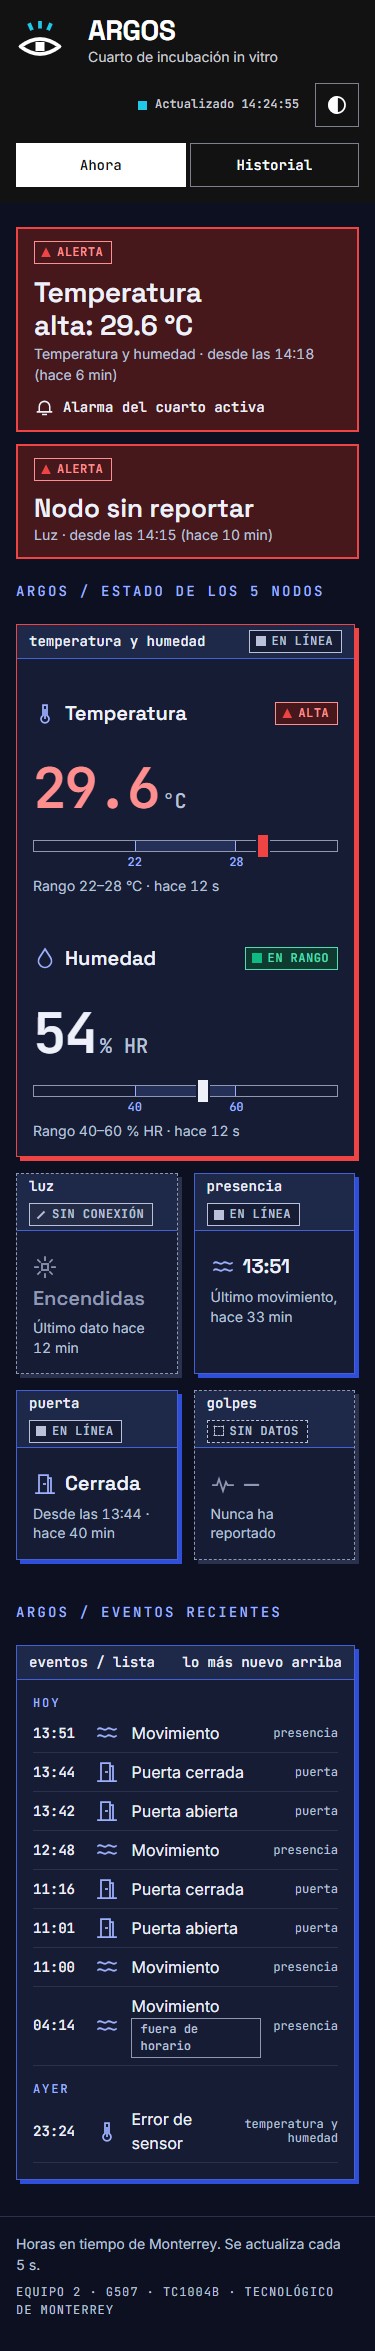 ARGOS
Cuarto de incubación in vitro
Actualizado 14:24:55
Ahora
Historial
ALERTA
Temperatura
alta: 29.6 °C
Temperatura y humedad · desde las 14:18
(hace 6 min)
Alarma del cuarto activa
ALERTA
Nodo sin reportar
Luz · desde las 14:15 (hace 10 min)
ARGOS / ESTADO DE LOS 5 NODOS
temperatura y humedad
EN LÍNEA
Temperatura
ALTA
29.6 °C
22 28
Rango 22–28 °C · hace 12 s
Humedad
EN RANGO
54 % HR
40 60
Rango 40–60 % HR · hace 12 s
luz
SIN CONEXIÓN
Encendidas
Último dato hace
12 min
presencia
EN LÍNEA
13:51
Último movimiento,
hace 33 min
puerta
EN LÍNEA
Cerrada
Desde las 13:44 ·
hace 40 min
golpes
SIN DATOS
—
Nunca ha
reportado
ARGOS / EVENTOS RECIENTES
eventos / lista lo más nuevo arriba
HOY
13:51 Movimiento presencia
13:44 Puerta cerrada puerta
13:42 Puerta abierta puerta
12:48 Movimiento presencia
11:16 Puerta cerrada puerta
11:01 Puerta abierta puerta
11:00 Movimiento presencia
04:14 Movimiento presencia
fuera de
horario
AYER
23:24 Error de
sensor
temperatura y
humedad
Horas en tiempo de Monterrey. Se actualiza cada
5 s.
EQUIPO 2 · G507 · TC1004B · TECNOLÓGICO
DE MONTERREY